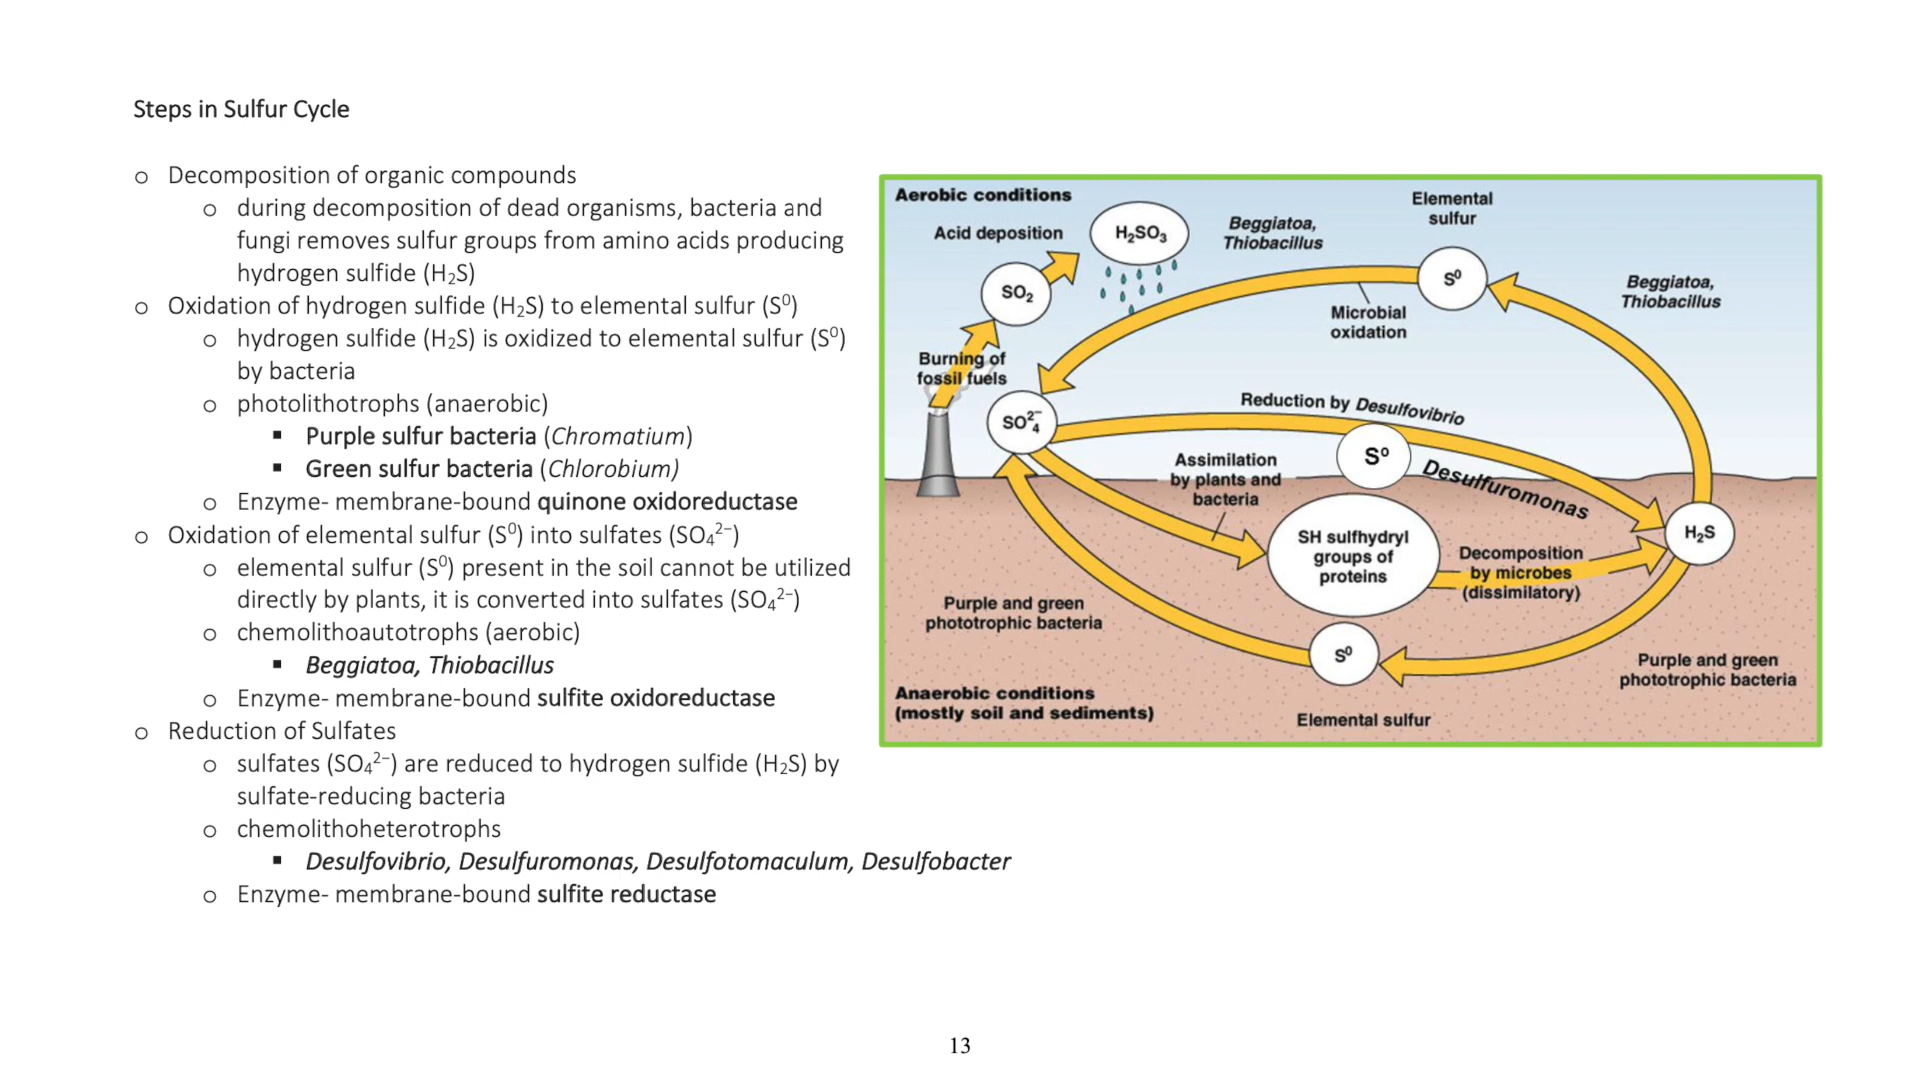 Steps in Sulfur Cycle
o Decomposition of organic compounds
o during decomposition of dead organisms, bacteria and
fungi removes sulfur groups from amino acids producing
hydrogen sulfide (H₂S)
o Oxidation of hydrogen sulfide (H₂S) to elemental sulfur (S⁰)
o hydrogen sulfide (H₂S) is oxidized to elemental sulfur (S⁰)
by bacteria
o photolithotrophs (anaerobic)
▪ Purple sulfur bacteria (Chromatium)
▪ Green sulfur bacteria (Chlorobium)
o Enzyme- membrane-bound quinone oxidoreductase
o Oxidation of elemental sulfur (S⁰) into sulfates (SO₄²⁻)
o elemental sulfur (S⁰) present in the soil cannot be utilized
directly by plants, it is converted into sulfates (SO₄²⁻)
o chemolithoautotrophs (aerobic)
▪ Beggiatoa, Thiobacillus
o Enzyme- membrane-bound sulfite oxidoreductase
o Reduction of Sulfates
o sulfates (SO₄²⁻) are reduced to hydrogen sulfide (H₂S) by
sulfate-reducing bacteria
o chemolithoheterotrophs
▪ Desulfovibrio, Desulfuromonas, Desulfotomaculum, Desulfobacter
o Enzyme- membrane-bound sulfite reductase
Aerobic conditions
Acid deposition
H₂SO₃
Beggiatoa,
Thiobacillus
Elemental
sulfur
S⁰
Beggiatoa,
Thiobacillus
SO₂
Microbial
oxidation
Burning of
fossil fuels
SO₄²⁻
Reduction by Desulfovibrio
S⁰
Desulfuromonas
Assimilation
by plants and
bacteria
H₂S
SH sulfhydryl
groups of
proteins
Decomposition
by microbes
(dissimilatory)
Purple and green
phototrophic bacteria
S⁰
Purple and green
phototrophic bacteria
Anaerobic conditions
(mostly soil and sediments)
Elemental sulfur
13